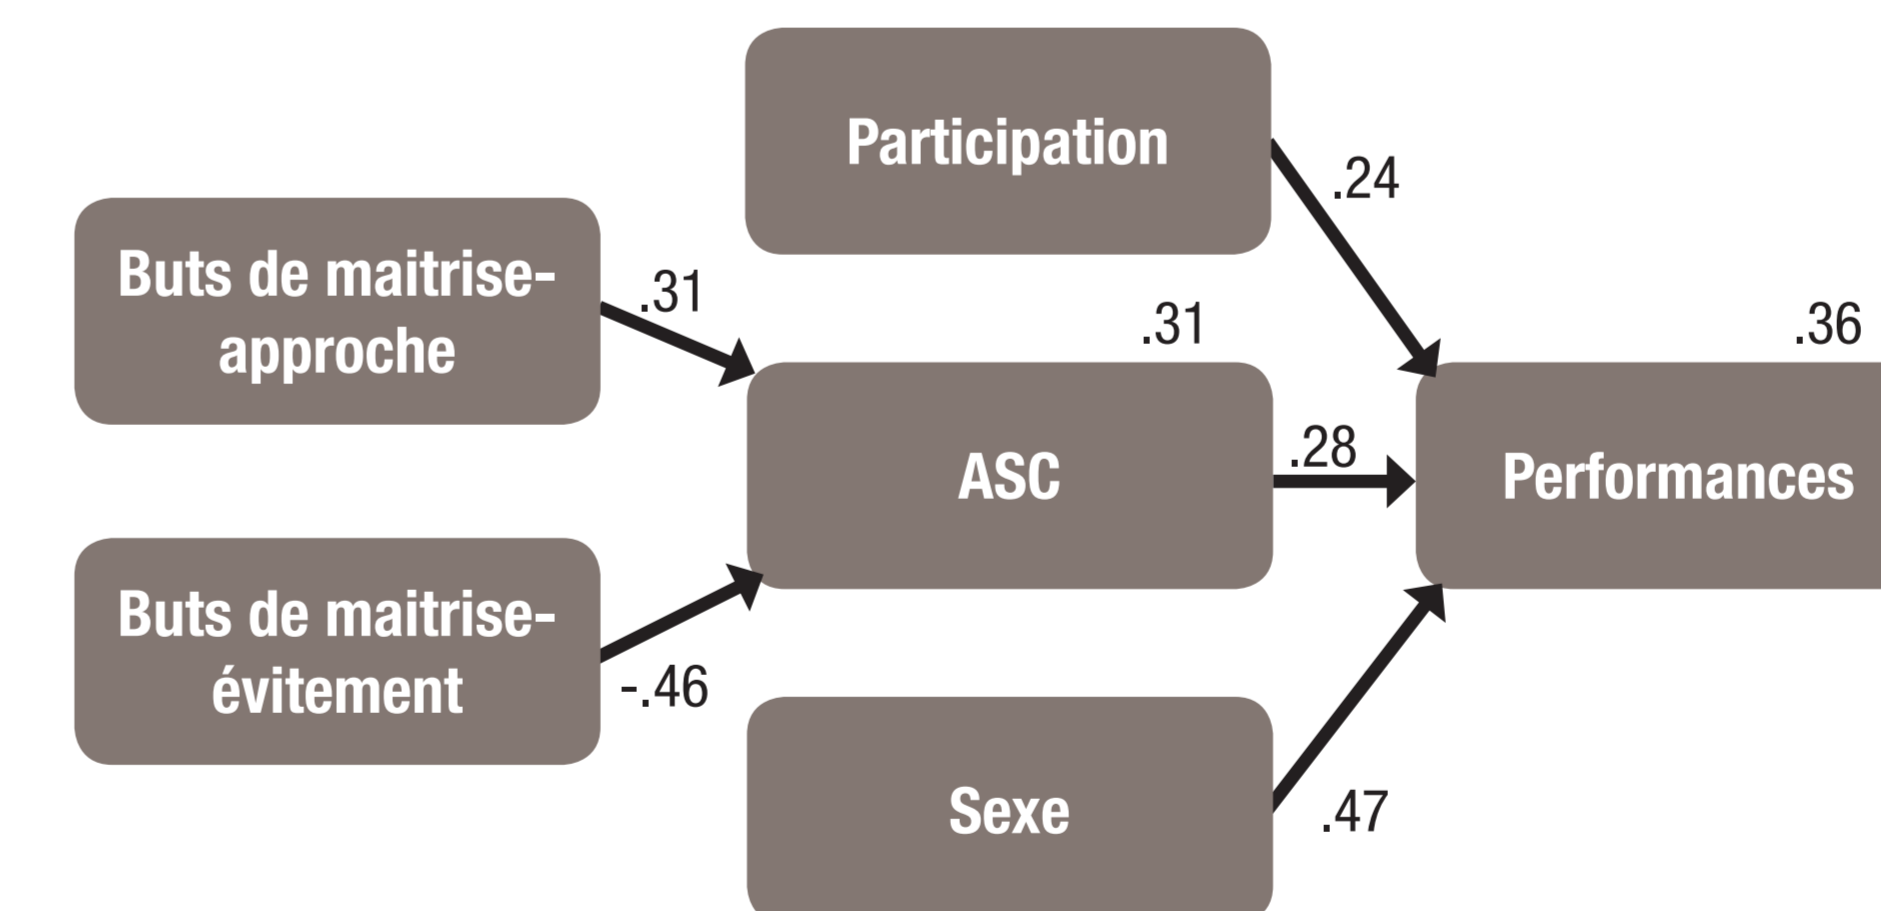 Participation
.24
Buts de maitrise-
approche
.31
.31
.36
ASC
.28
Performances
Buts de maitrise-
évitement
-.46
Sexe
.47